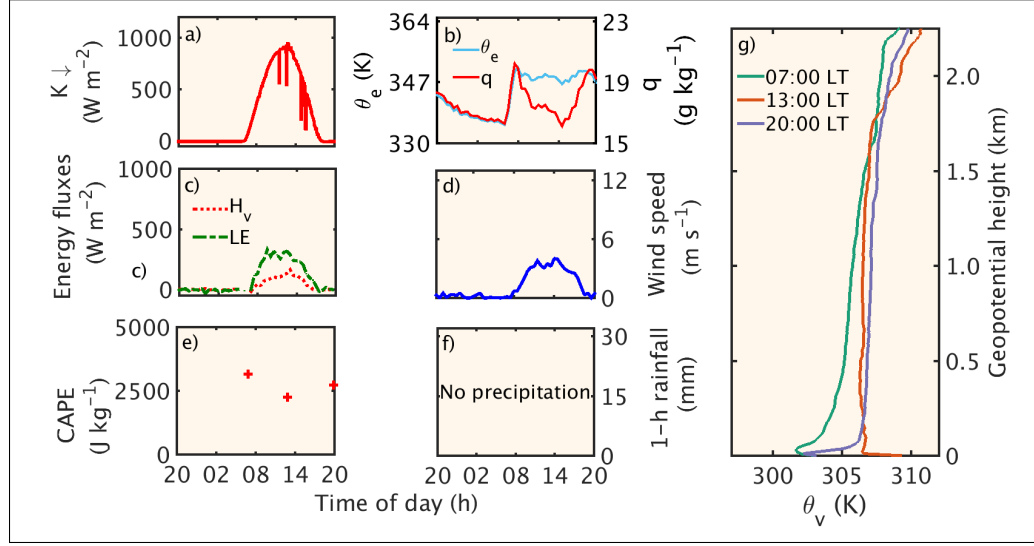 a)
K ↓
(W m−2)
1000
500
0
b)
θe
q
θe (K)
364
347
330
23
19
15
q
(g kg−1)
c)
Hv
LE
c)
Energy fluxes
(W m−2)
1000
500
0
d)
12
6
0
Wind speed
(m s−1)
e)
CAPE
(J kg−1)
5000
2500
0
20 02 08 14 20
f)
No precipitation
30
15
0
1−h rainfall
(mm)
20 02 08 14 20
Time of day (h)
g)
07:00 LT
13:00 LT
20:00 LT
2.0
1.5
1.0
0.5
0
Geopotential height (km)
300 305 310
θv (K)